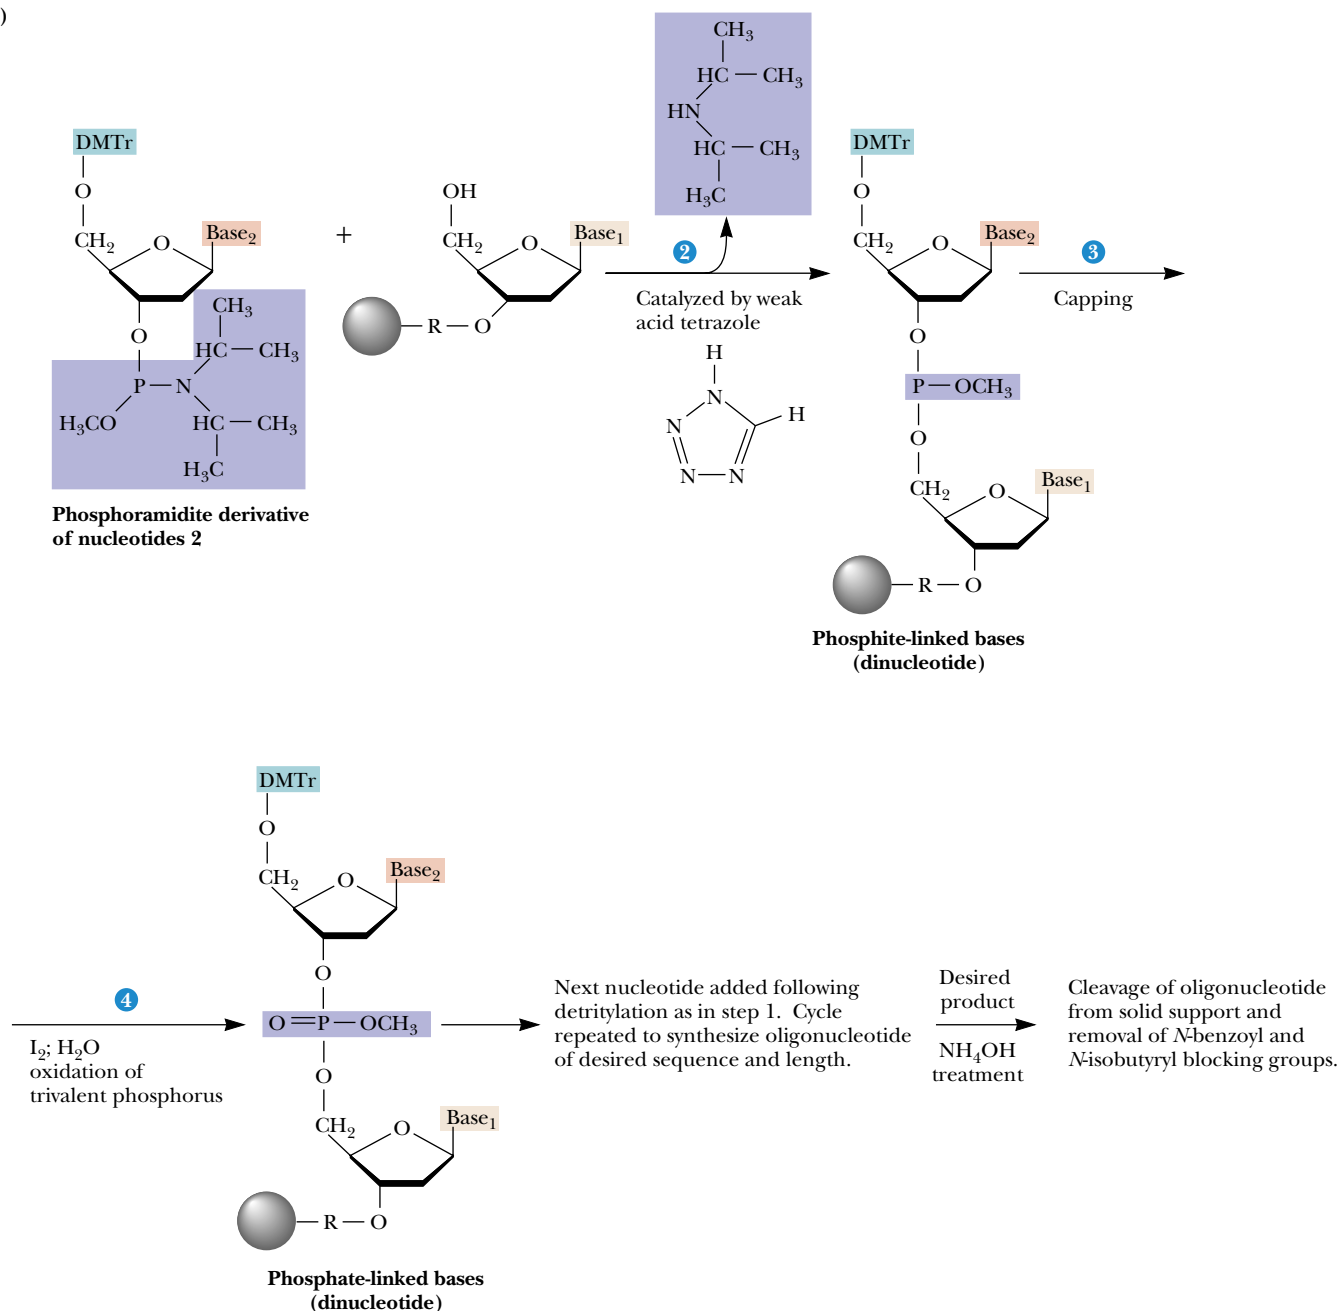 )
CH3
HC — CH3
HN
HC — CH3
H3C
DMTr
O
CH2
O
Base2
O
CH3
HC — CH3
P — N
H3CO
HC — CH3
H3C
Phosphoramidite derivative
of nucleotides 2
+
OH
CH2
O
Base1
R — O
2
Catalyzed by weak
acid tetrazole
H
N
H
N
N
N
DMTr
O
CH2
O
Base2
O
P — OCH3
O
CH2
O
Base1
R — O
Phosphite-linked bases
(dinucleotide)
3
Capping
4
I2; H2O
oxidation of
trivalent phosphorus
DMTr
O
CH2
O
Base2
O
O=P—OCH3
O
CH2
O
Base1
R — O
Phosphate-linked bases
(dinucleotide)
Next nucleotide added following
detritylation as in step 1. Cycle
repeated to synthesize oligonucleotide
of desired sequence and length.
Desired
product
NH4OH
treatment
Cleavage of oligonucleotide
from solid support and
removal of N-benzoyl and
N-isobutyryl blocking groups.